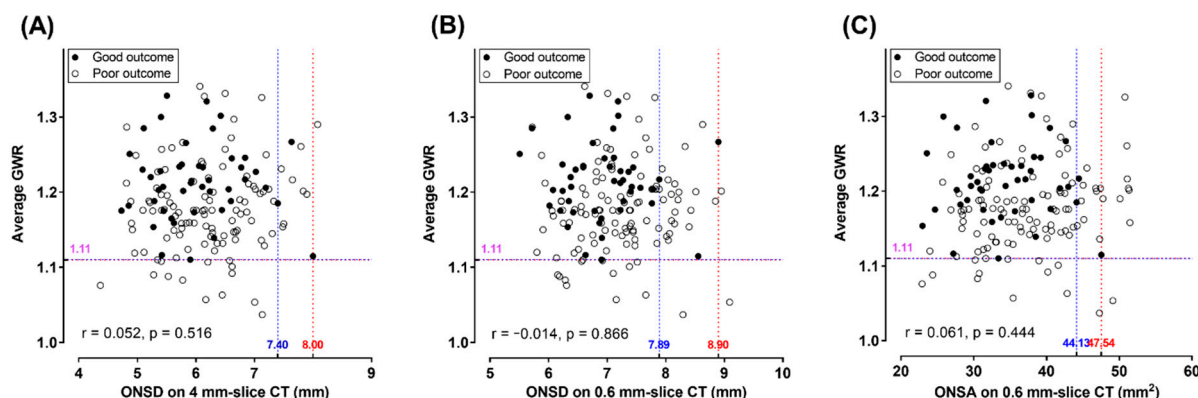 (A)
Good outcome
Poor outcome
Average GWR
1.3
1.2
1.1
1.0
1.11
r = 0.052, p = 0.516
7.40
8.00
4
5
6
7
8
9
ONSD on 4 mm-slice CT (mm)
(B)
Good outcome
Poor outcome
Average GWR
1.3
1.2
1.1
1.0
1.11
r = −0.014, p = 0.866
7.89
8.90
5
6
7
8
9
10
ONSD on 0.6 mm-slice CT (mm)
(C)
Good outcome
Poor outcome
Average GWR
1.3
1.2
1.1
1.0
1.11
r = 0.061, p = 0.444
44.13
47.54
20
30
40
50
60
ONSA on 0.6 mm-slice CT (mm²)